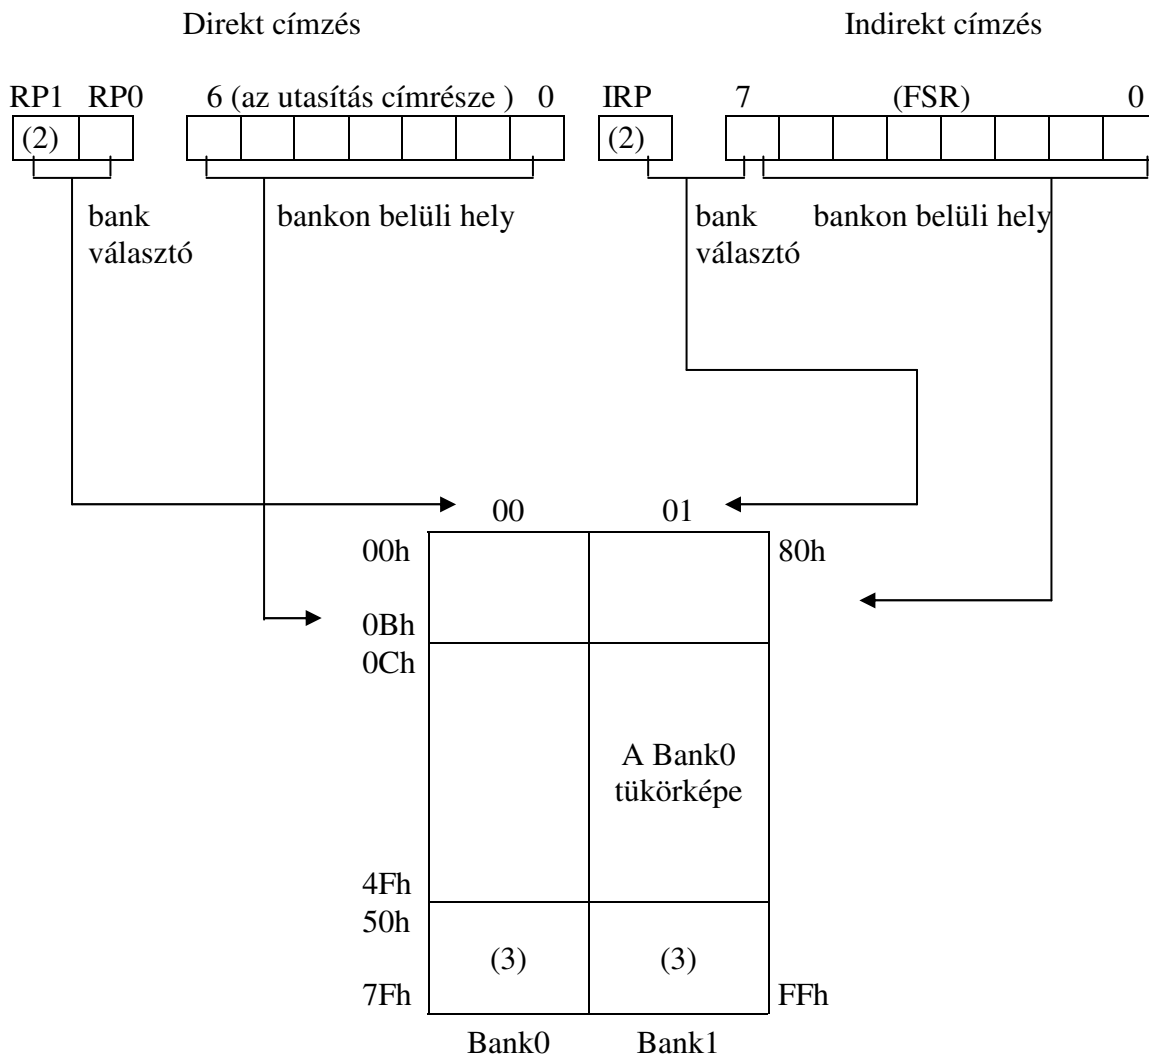 Direkt címzés Indirekt címzés
RP1 RP0 6 (az utasítás címrésze ) 0 IRP 7 (FSR) 0
(2) (2)
bank
választó
bankon belüli hely
bank
választó
bankon belüli hely
00 01
00h 80h
0Bh
0Ch
A Bank0
tükörképe
4Fh
50h
(3) (3)
7Fh FFh
Bank0 Bank1